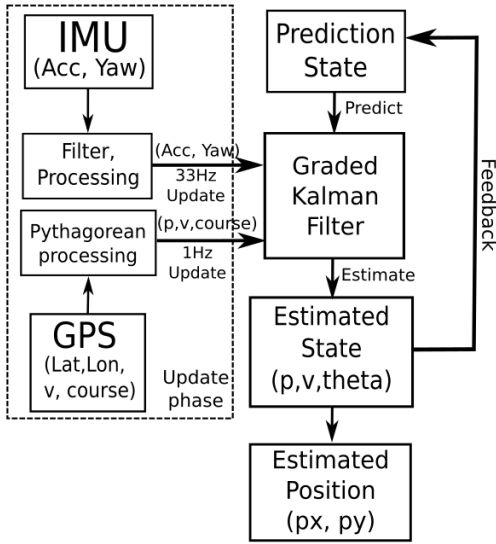 IMU
(Acc, Yaw)
Filter,
Processing
(Acc, Yaw)
33Hz
Update
Pythagorean
processing
(p,v,course)
1Hz
Update
GPS
(Lat,Lon,
v, course)
Update
phase
Prediction
State
Predict
Graded
Kalman
Filter
Estimate
Estimated
State
(p,v,theta)
Feedback
Estimated
Position
(px, py)